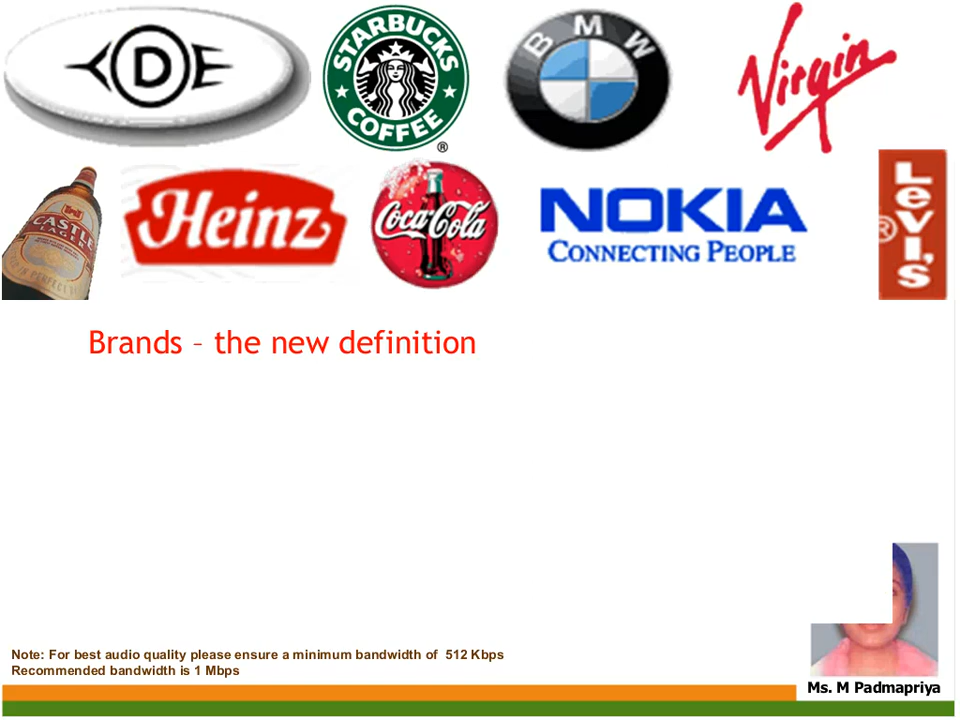 D E
STARBUCKS
COFFEE
®
BMW
Virgin
CASTLE
LAGER
Heinz
Coca-Cola
NOKIA
CONNECTING PEOPLE
Levi's
®
Brands – the new definition
Note: For best audio quality please ensure a minimum bandwidth of 512 Kbps
Recommended bandwidth is 1 Mbps
Ms. M Padmapriya